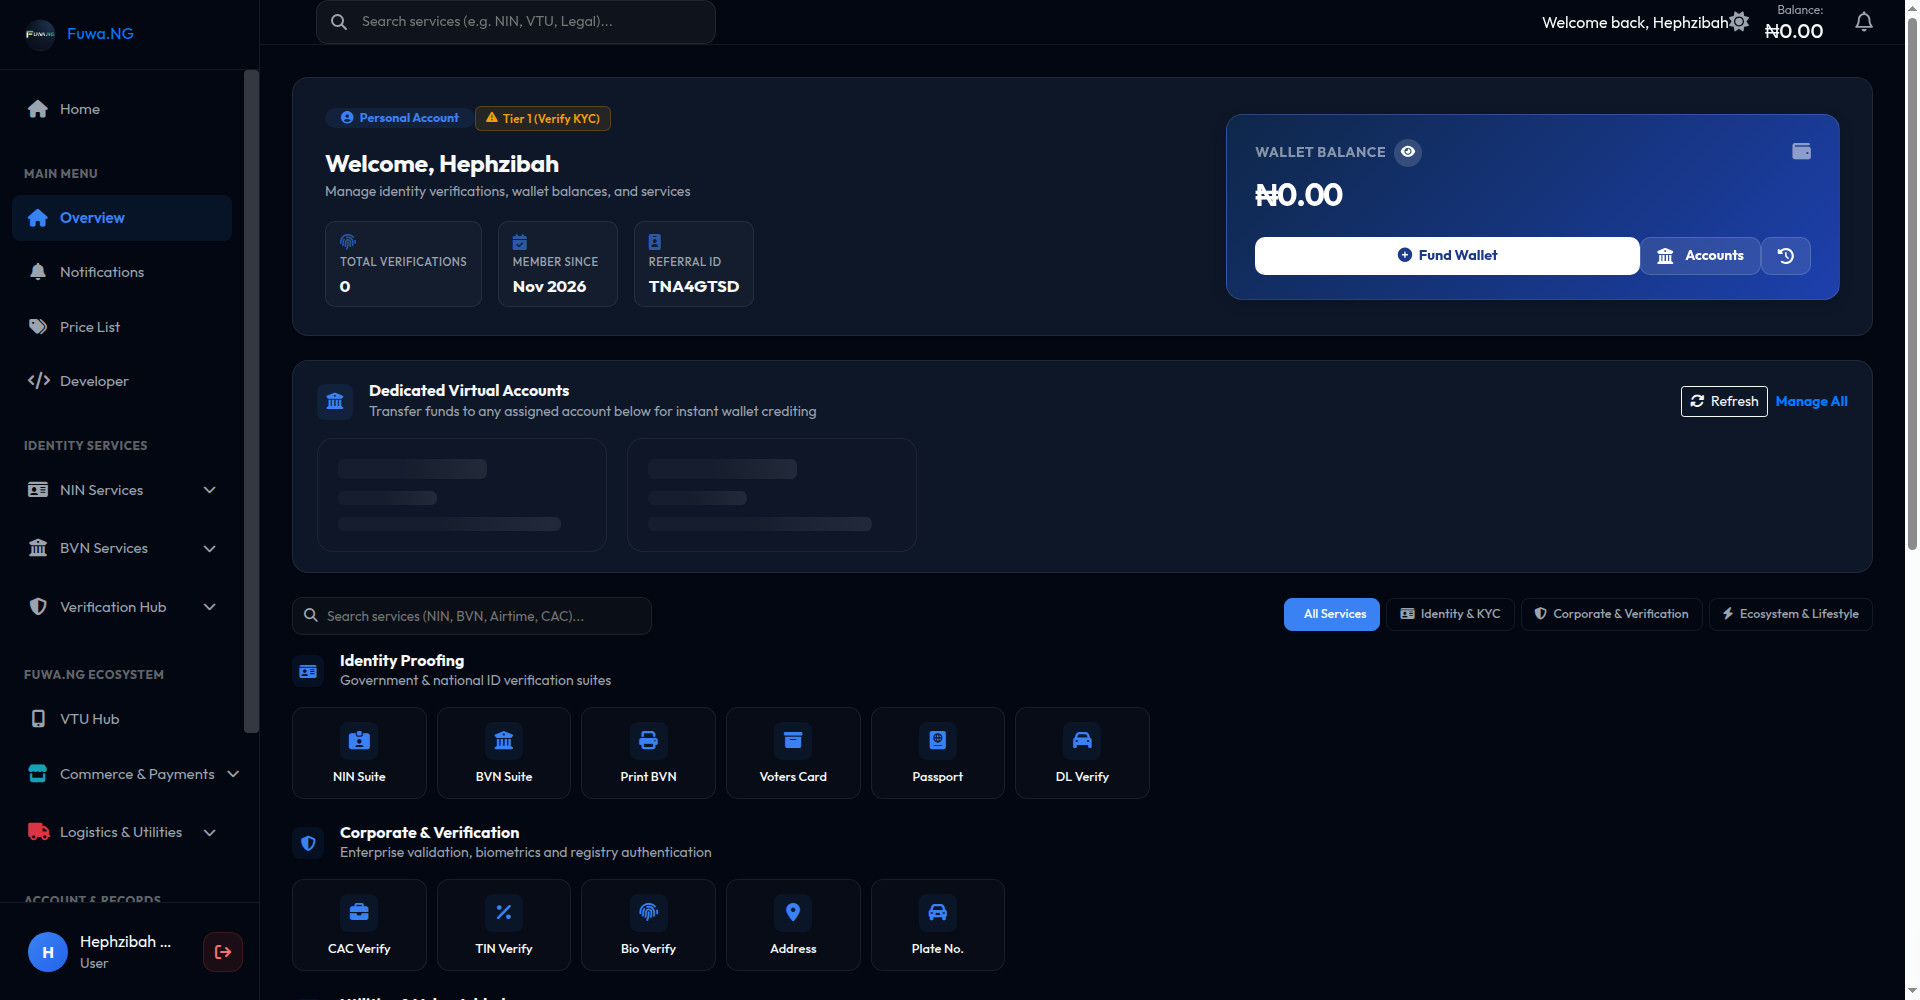 Fuwa.NG
Search services (e.g. NIN, VTU, Legal)...
Welcome back, Hephzibah
Balance:
₦0.00
Home
MAIN MENU
Overview
Notifications
Price List
Developer
IDENTITY SERVICES
NIN Services
BVN Services
Verification Hub
FUWA.NG ECOSYSTEM
VTU Hub
Commerce & Payments
Logistics & Utilities
ACCOUNT & RECORDS
H
Hephzibah ...
User
Personal Account
Tier 1 (Verify KYC)
Welcome, Hephzibah
Manage identity verifications, wallet balances, and services
TOTAL VERIFICATIONS
0
MEMBER SINCE
Nov 2026
REFERRAL ID
TNA4GTSD
WALLET BALANCE
₦0.00
Fund Wallet
Accounts
Dedicated Virtual Accounts
Transfer funds to any assigned account below for instant wallet crediting
Refresh
Manage All
Search services (NIN, BVN, Airtime, CAC)...
All Services
Identity & KYC
Corporate & Verification
Ecosystem & Lifestyle
Identity Proofing
Government & national ID verification suites
NIN Suite
BVN Suite
Print BVN
Voters Card
Passport
DL Verify
Corporate & Verification
Enterprise validation, biometrics and registry authentication
CAC Verify
TIN Verify
Bio Verify
Address
Plate No.